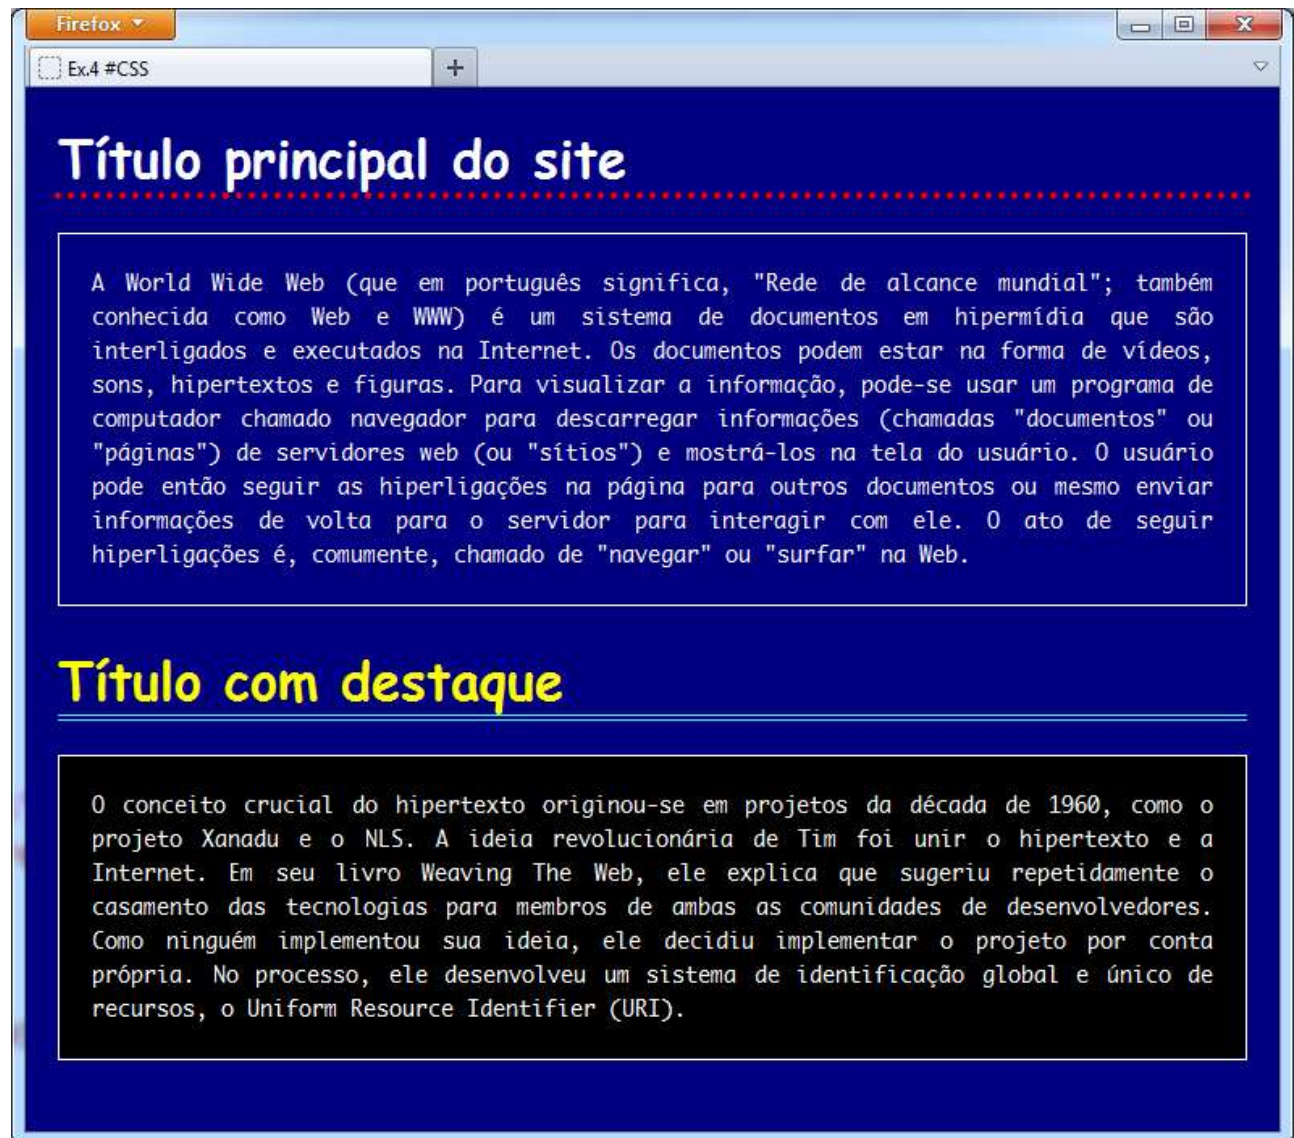 Firefox
Ex.4 #CSS
Título principal do site
A World Wide Web (que em português significa, "Rede de alcance mundial"; também
conhecida como Web e WWW) é um sistema de documentos em hipermídia que são
interligados e executados na Internet. Os documentos podem estar na forma de vídeos,
sons, hipertextos e figuras. Para visualizar a informação, pode-se usar um programa de
computador chamado navegador para descarregar informações (chamadas "documentos" ou
"páginas") de servidores web (ou "sítios") e mostrá-los na tela do usuário. O usuário
pode então seguir as hiperligações na página para outros documentos ou mesmo enviar
informações de volta para o servidor para interagir com ele. O ato de seguir
hiperligações é, comumente, chamado de "navegar" ou "surfar" na Web.
Título com destaque
O conceito crucial do hipertexto originou-se em projetos da década de 1960, como o
projeto Xanadu e o NLS. A ideia revolucionária de Tim foi unir o hipertexto e a
Internet. Em seu livro Weaving The Web, ele explica que sugeriu repetidamente o
casamento das tecnologias para membros de ambas as comunidades de desenvolvedores.
Como ninguém implementou sua ideia, ele decidiu implementar o projeto por conta
própria. No processo, ele desenvolveu um sistema de identificação global e único de
recursos, o Uniform Resource Identifier (URI).